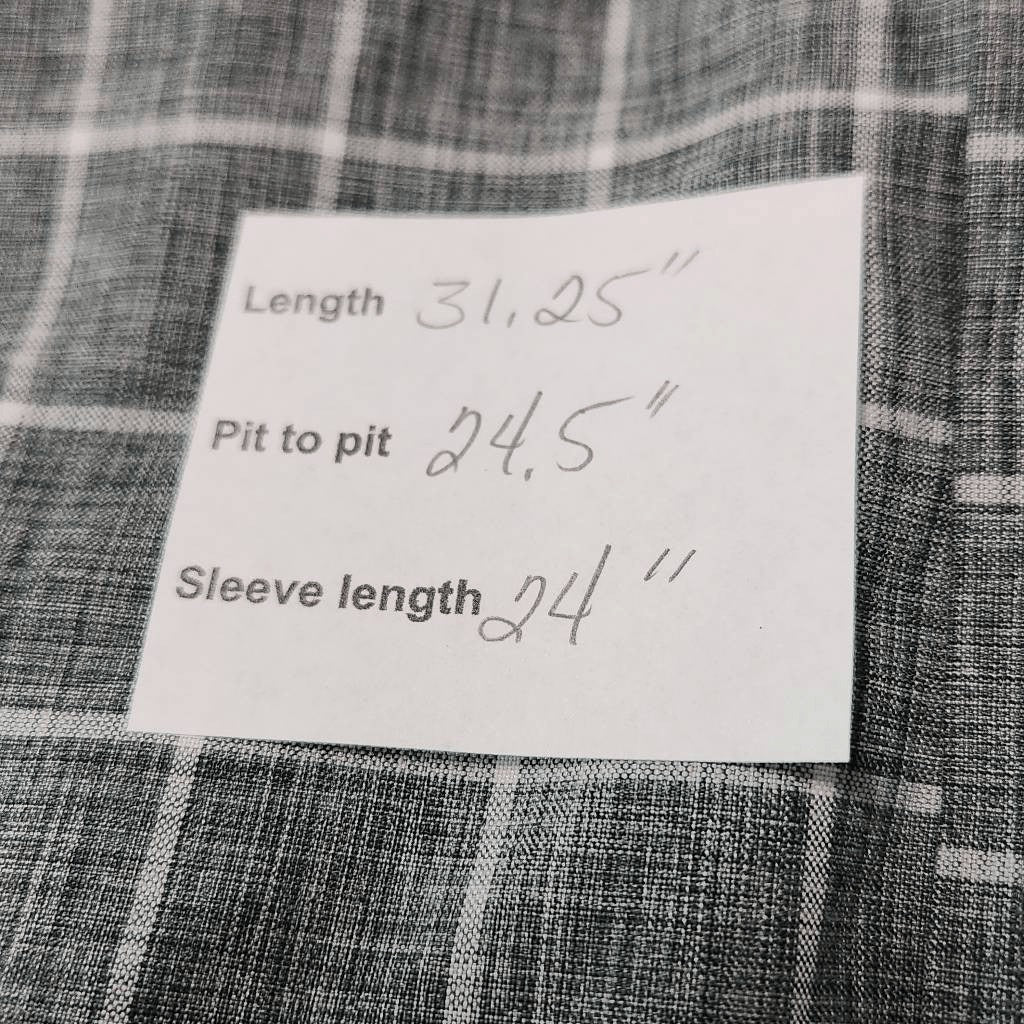 Length 31.25"
Pit to pit 24.5"
Sleeve length 24"